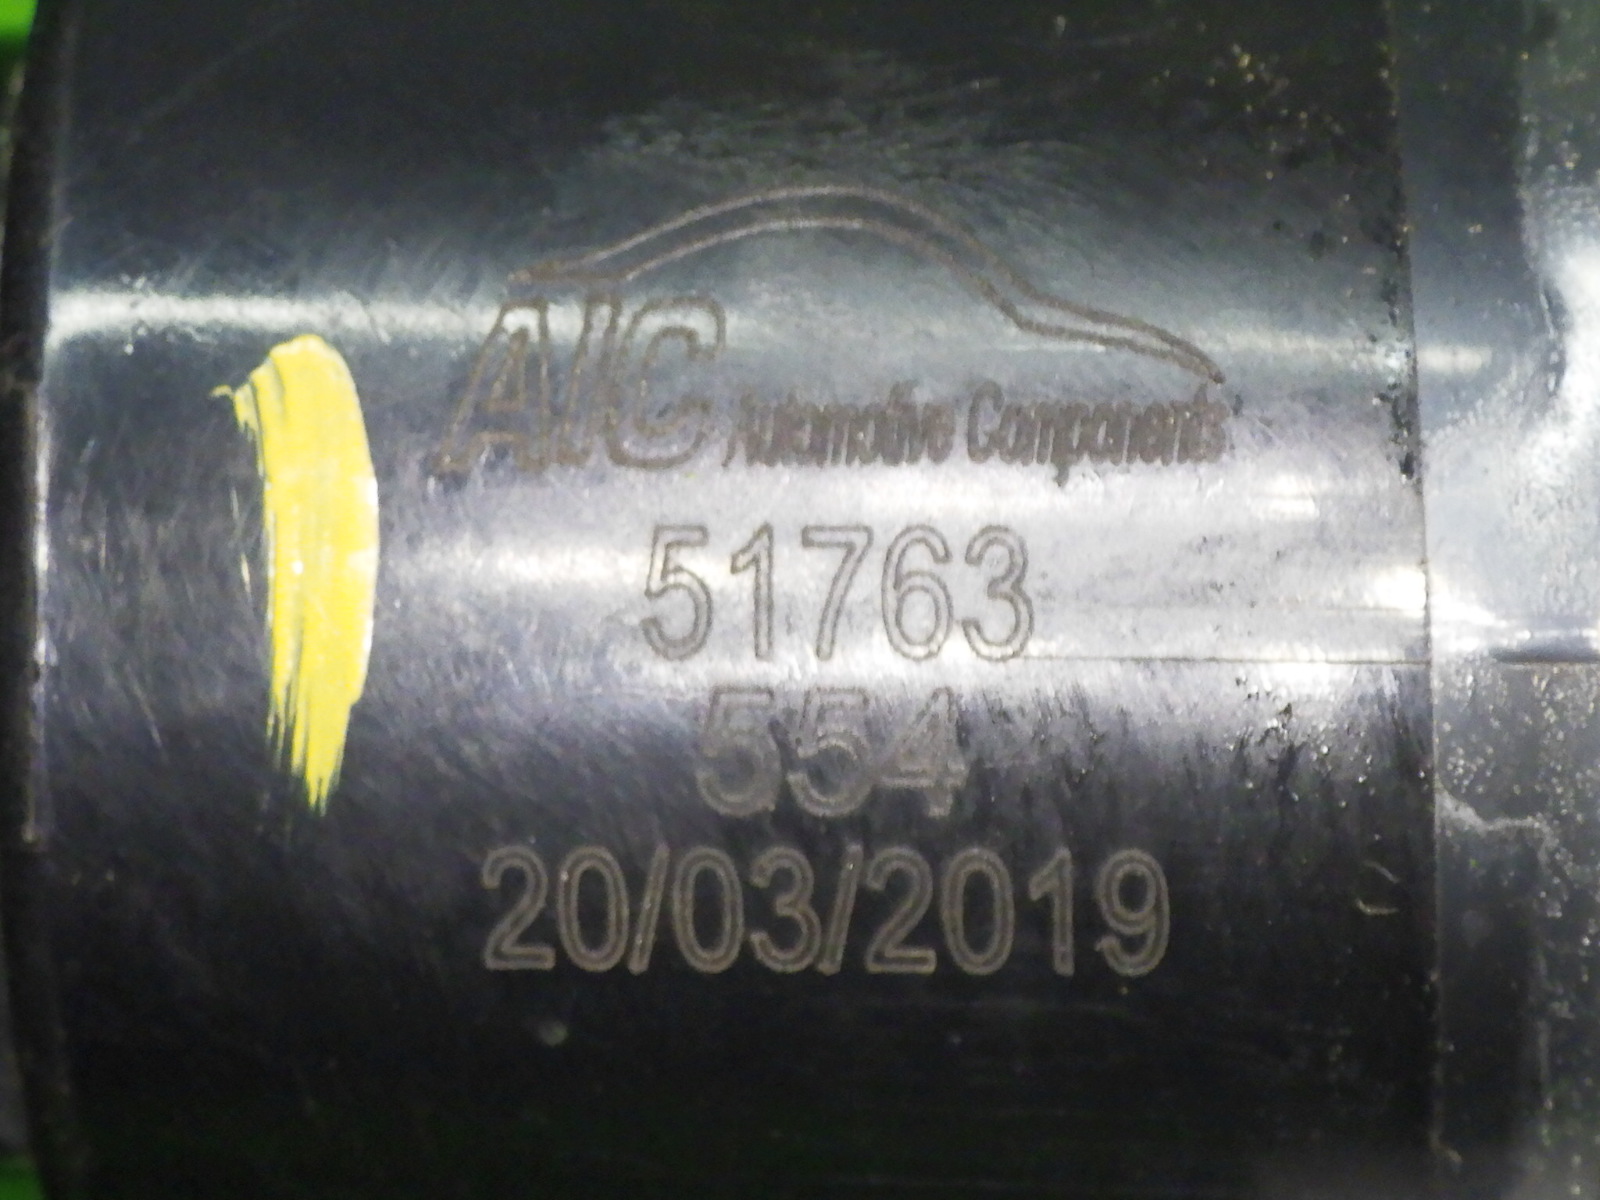 AIC Automotive Components
51763
554
20/03/2019